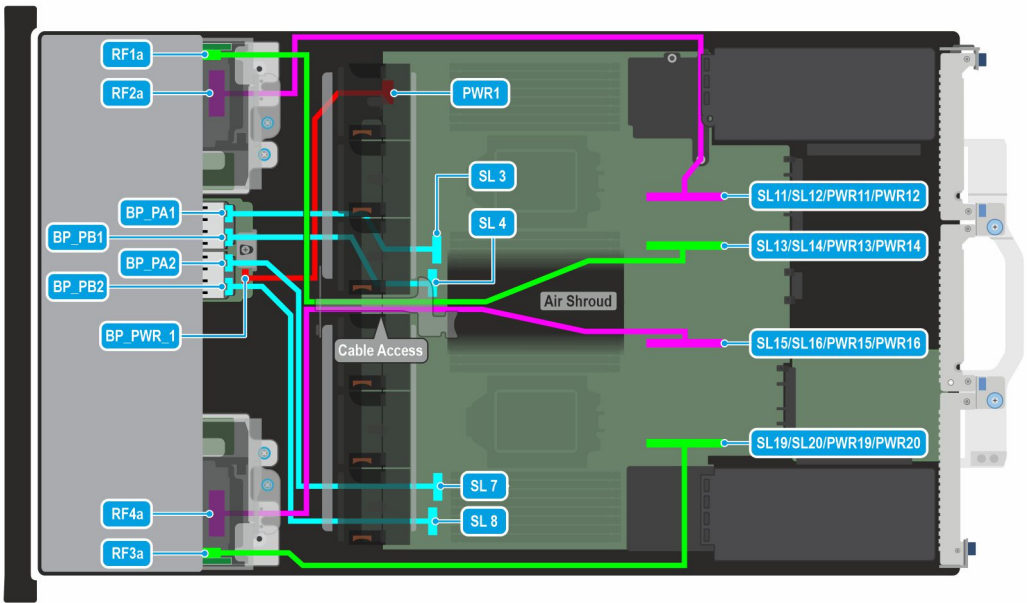 RF1a
RF2a
PWR1
SL 3
SL11/SL12/PWR11/PWR12
BP_PA1
SL 4
BP_PB1
SL13/SL14/PWR13/PWR14
BP_PA2
BP_PB2
Air Shroud
BP_PWR_1
Cable Access
SL15/SL16/PWR15/PWR16
SL19/SL20/PWR19/PWR20
SL 7
RF4a
SL 8
RF3a